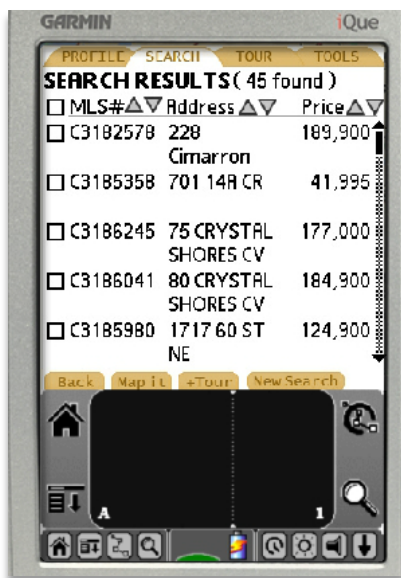 GARMIN iQue
PROFILE SEARCH TOUR TOOLS
SEARCH RESULTS ( 45 found )
MLS# Address Price
C3182578 228 189,900
Cimarron
C3185358 701 14A CR 41,995
C3186245 75 CRYSTAL 177,000
SHORES CV
C3186041 80 CRYSTAL 184,900
SHORES CV
C3185980 1717 60 ST 124,900
NE
Back Map it +Tour New Search
A 1